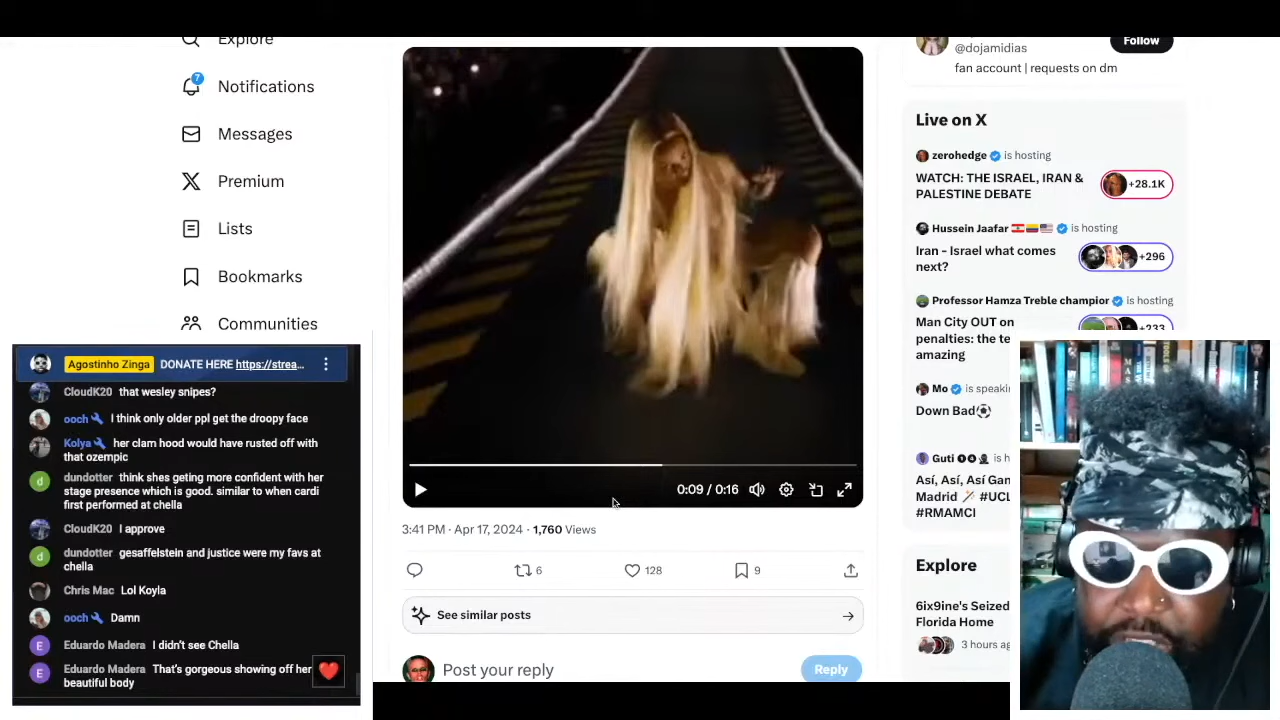 Explore
7
Notifications
Messages
Premium
Lists
Bookmarks
Communities
Agostinho Zinga DONATE HERE https://strea...
CloudK20 that wesley snipes?
ooch I think only older ppl get the droopy face
Kolya her clam hood would have rusted off with
that ozempic
dundotter think shes geting more confident with her
stage presence which is good. similar to when cardi
first performed at chella
CloudK20 I approve
dundotter gesaffelstein and justice were my favs at
chella
Chris Mac Lol Koyla
ooch Damn
Eduardo Madera I didn't see Chella
Eduardo Madera That's gorgeous showing off her
beautiful body
0:09 / 0:16
3:41 PM · Apr 17, 2024 · 1,760 Views
6
128
9
See similar posts
Post your reply
Reply
@dojamidias
Follow
fan account | requests on dm
Live on X
zerohedge is hosting
WATCH: THE ISRAEL, IRAN &
PALESTINE DEBATE
+28.1K
Hussein Jaafar is hosting
Iran - Israel what comes
next?
+296
Professor Hamza Treble champion is hosting
Man City OUT on
penalties: the te
amazing
+233
Mo is speaki
Down Bad
Guti is h
Así, Así, Así Gan
Madrid #UCL
#RMAMCI
Explore
6ix9ine's Seized
Florida Home
3 hours ag